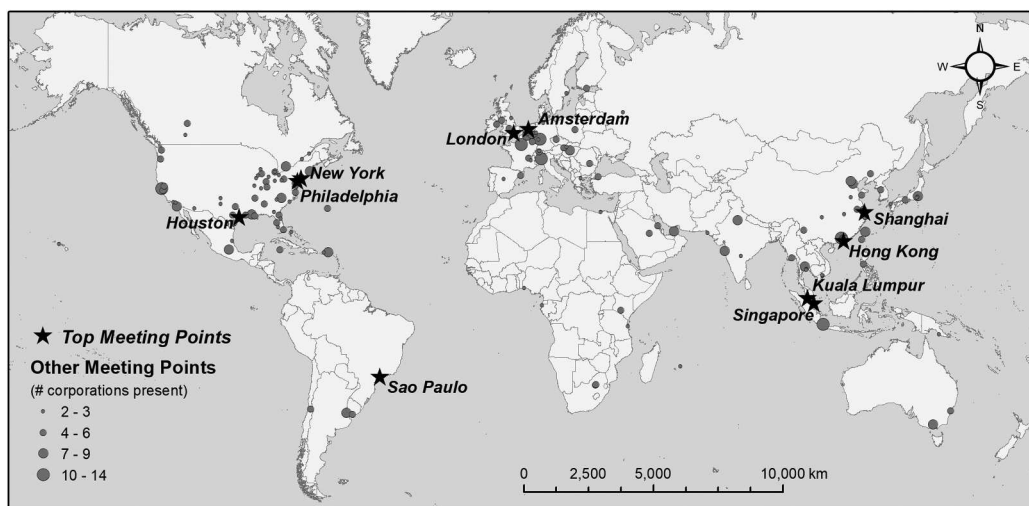 N
W E
S
Amsterdam
London
New York
Philadelphia
Houston
Shanghai
Hong Kong
Kuala Lumpur
Singapore
Sao Paulo
Top Meeting Points
Other Meeting Points
(# corporations present)
2 - 3
4 - 6
7 - 9
10 - 14
0 2,500 5,000 10,000 km